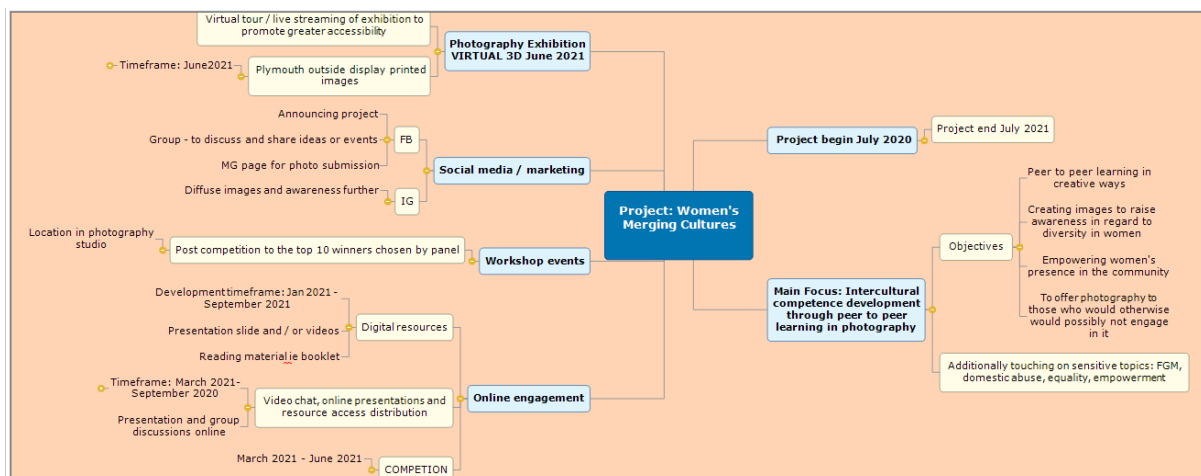 Virtual tour / live streaming of exhibition to
promote greater accessibility
Photography Exhibition
VIRTUAL 3D June 2021
Timeframe: June2021
Plymouth outside display printed
images
Announcing project
Group - to discuss and share ideas or events
MG page for photo submission
FB
Social media / marketing
Diffuse images and awareness further
IG
Location in photography
studio
Post competition to the top 10 winners chosen by panel
Workshop events
Development timeframe: Jan 2021 -
September 2021
Presentation slide and / or videos
Reading material ie booklet
Digital resources
Online engagement
Timeframe: March 2021-
September 2020
Presentation and group
discussions online
Video chat, online presentations and
resource access distribution
March 2021 - June 2021
COMPETION
Project: Women's
Merging Cultures
Project begin July 2020
Project end July 2021
Main Focus: Intercultural
competence development
through peer to peer
learning in photography
Objectives
Peer to peer learning in
creative ways
Creating images to raise
awareness in regard to
diversity in women
Empowering women's
presence in the community
To offer photography to
those who would otherwise
would possibly not engage
in it
Additionally touching on sensitive topics: FGM,
domestic abuse, equality, empowerment